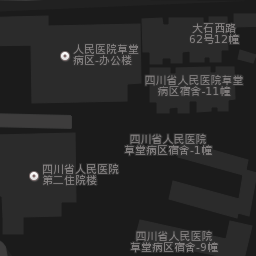 大石西路
62号12幢
人民医院草堂
病区-办公楼
四川省人民医院草堂
病区宿舍-11幢
四川省人民医院
草堂病区宿舍-1幢
四川省人民医院
第二住院楼
四川省人民医院
草堂病区宿舍-9幢